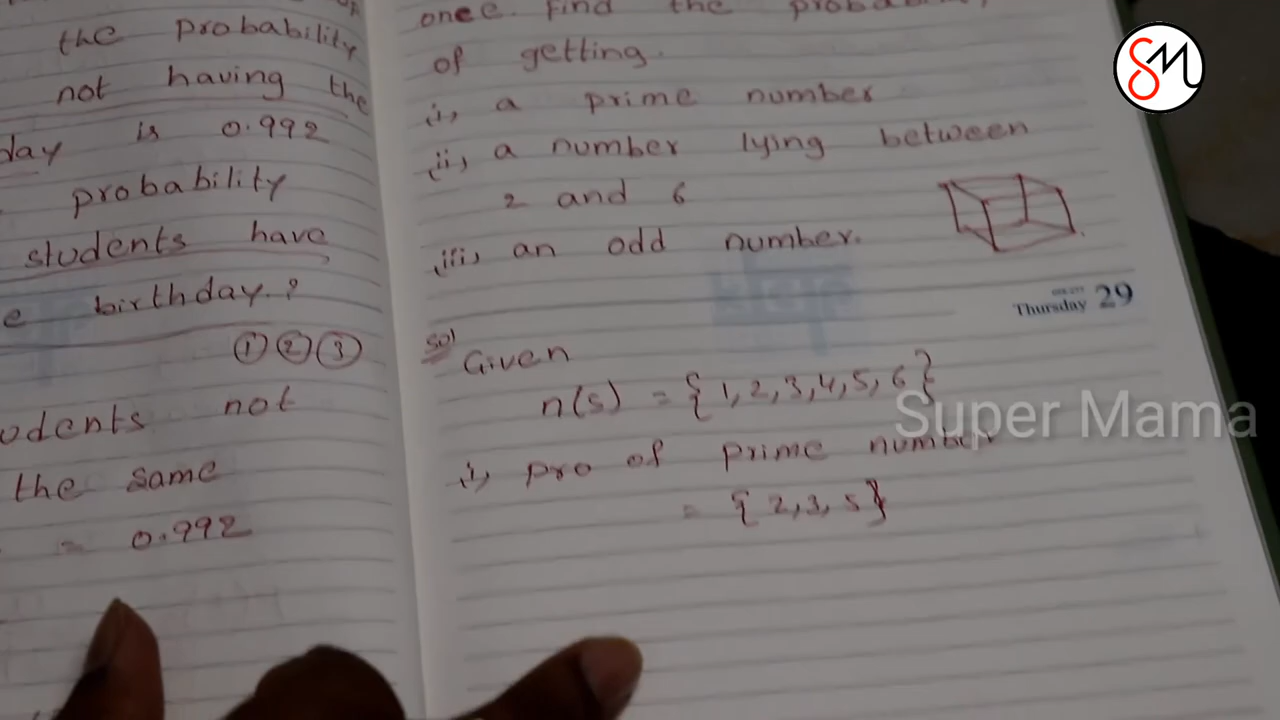 the probability
not having the
day is 0.992
probability
students have
e birthday.?
① ② ③
udents not
the same
= 0.992
one. Find the
of getting.
(i), a prime number
(ii), a number lying between
2 and 6
(iii), an odd number.
Thursday 29
Sol
Given
n(s) = {1,2,3,4,5,6}
(i), pro of prime number
= {2,3,5}
SM
Super Mama